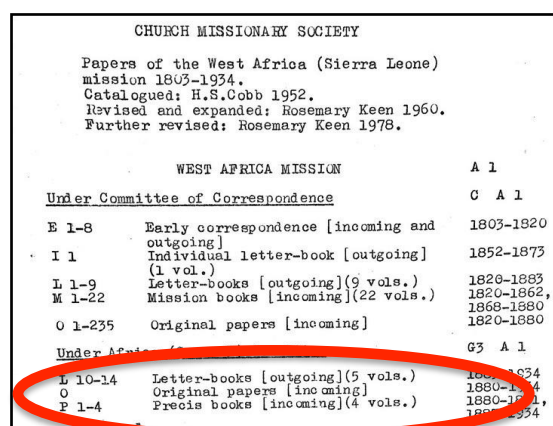 CHURCH MISSIONARY SOCIETY
Papers of the West Africa (Sierra Leone)
mission 1803-1934.
Catalogued: H.S.Cobb 1952.
Revised and expanded: Rosemary Keen 1960.
Further revised: Rosemary Keen 1978.
WEST AFRICA MISSION A 1
Under Committee of Correspondence C A 1
E 1-8 Early correspondence [incoming and 1803-1820
outgoing]
I 1 Individual letter-book [outgoing] 1852-1873
(1 vol.)
L 1-9 Letter-books [outgoing](9 vols.) 1820-1883
M 1-22 Mission books [incoming](22 vols.) 1820-1862,
1868-1880
O 1-235 Original papers [incoming] 1820-1880
Under G3 A 1
L 10-14 Letter-books [outgoing](5 vols.)
O Original papers [incoming]
P 1-4 Precis books [incoming](4 vols.)